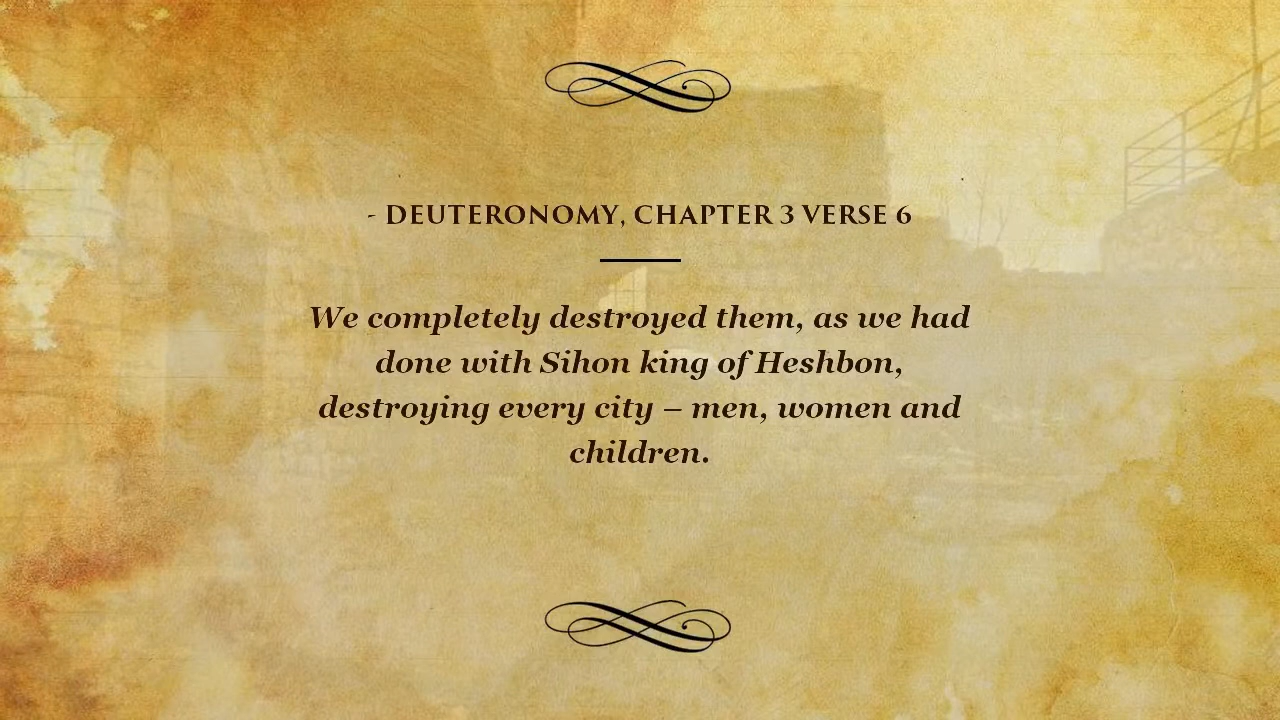 - DEUTERONOMY, CHAPTER 3 VERSE 6
We completely destroyed them, as we had
done with Sihon king of Heshbon,
destroying every city – men, women and
children.